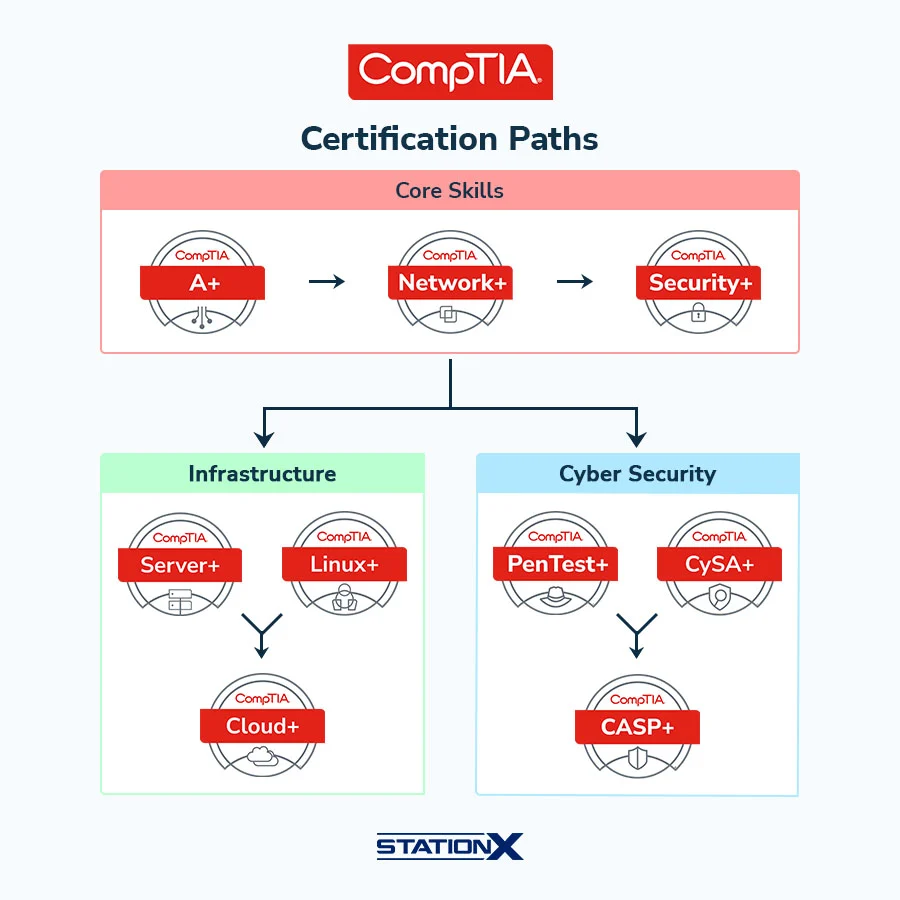 CompTIA.
Certification Paths
Core Skills
CompTIA
A+
CompTIA
Network+
CompTIA
Security+
Infrastructure
Cyber Security
CompTIA
Server+
CompTIA
Linux+
CompTIA
PenTest+
CompTIA
CySA+
CompTIA
Cloud+
CompTIA
CASP+
STATIONX